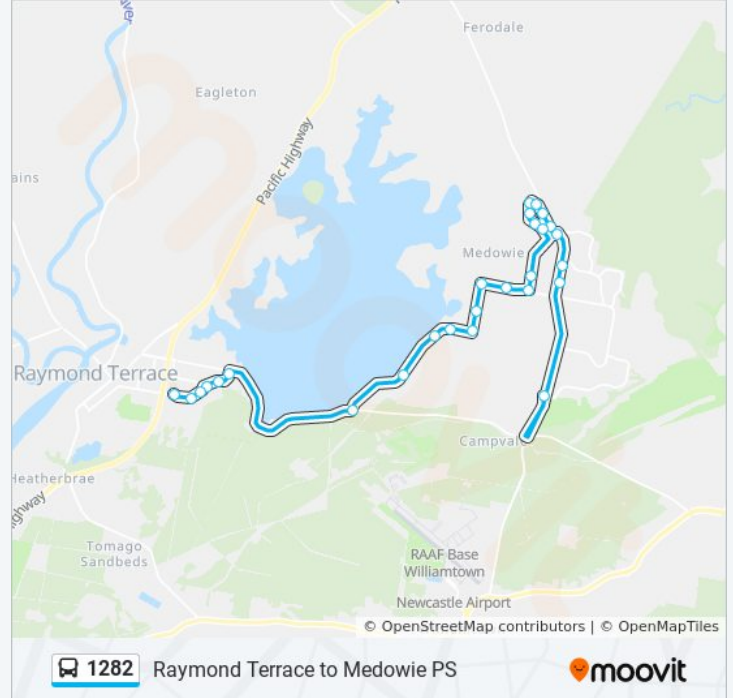 Ferodale
Eagleton
Pacific Highway
ains
Medowie
Raymond Terrace
Campvale
Heatherbrae
Tomago
Sandbeds
RAAF Base
Williamtown
Newcastle Airport
© OpenStreetMap contributors | © OpenMapTiles
1282 Raymond Terrace to Medowie PS
moovit